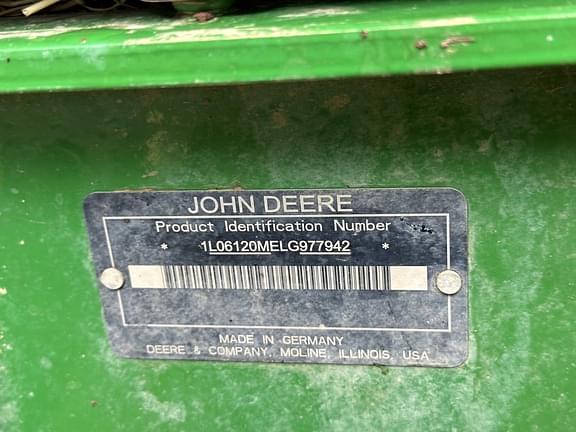 JOHN DEERE
Product Identification Number
* 1L06120MELG977942 *
MADE IN GERMANY
DEERE & COMPANY, MOLINE, ILLINOIS, USA